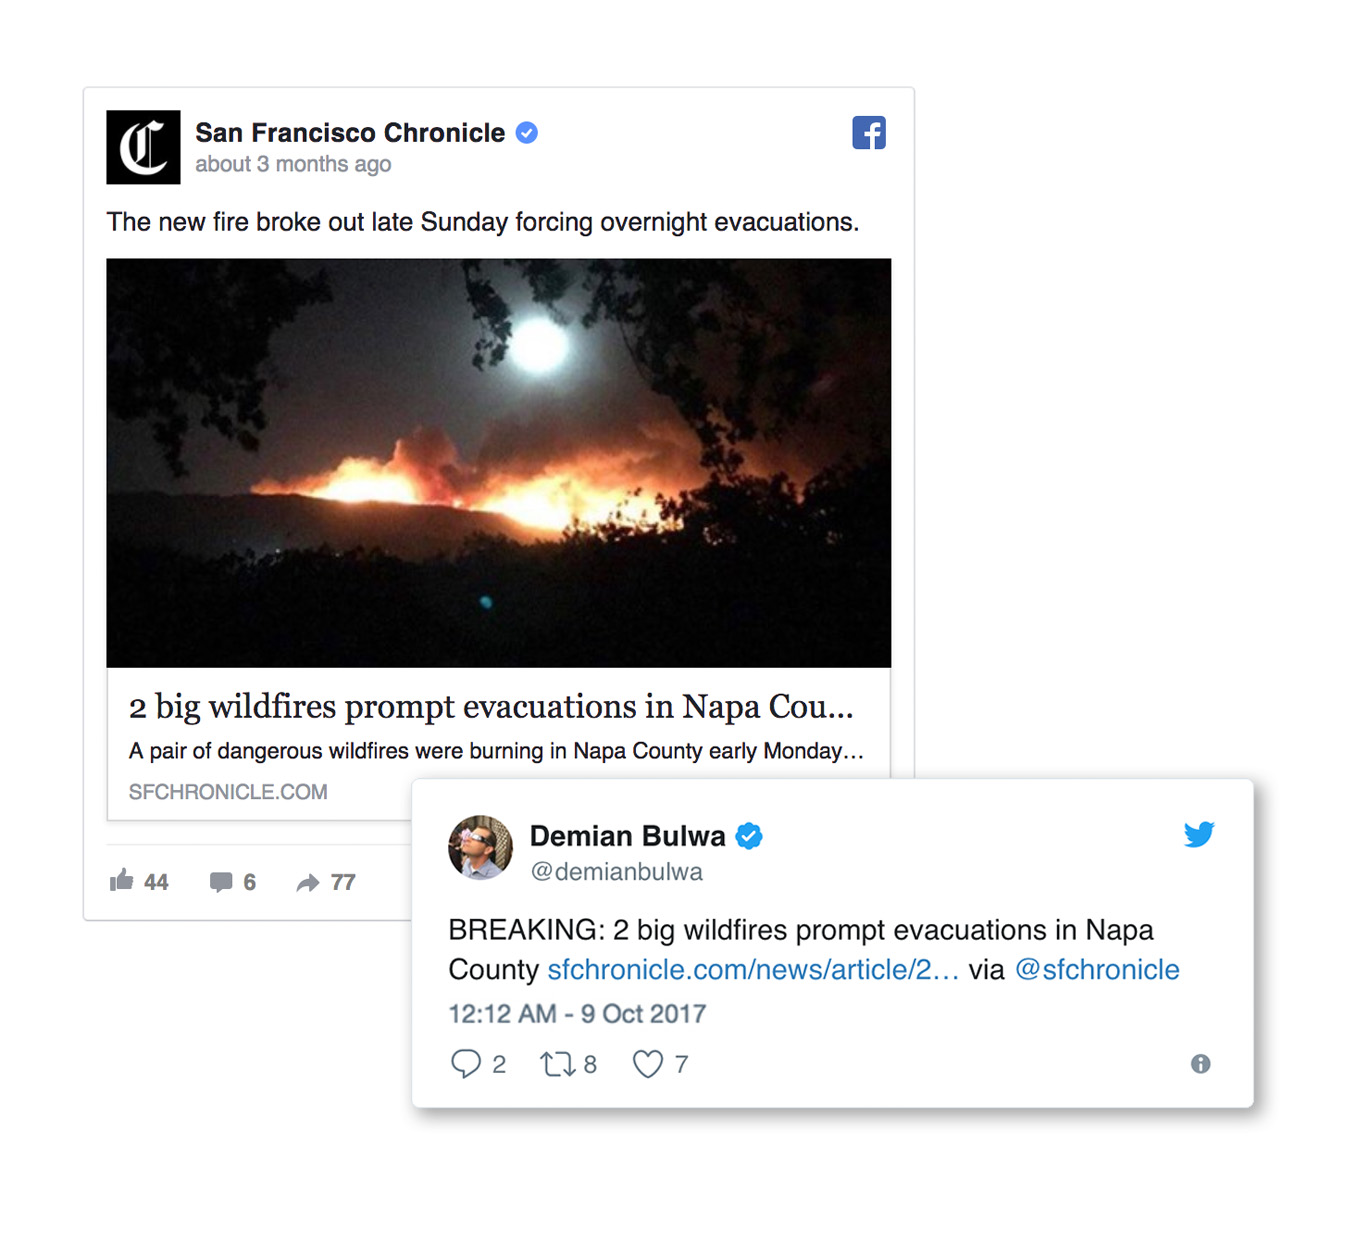 San Francisco Chronicle
about 3 months ago
The new fire broke out late Sunday forcing overnight evacuations.
2 big wildfires prompt evacuations in Napa Cou...
A pair of dangerous wildfires were burning in Napa County early Monday...
SFCHRONICLE.COM
44 6 77
Demian Bulwa
@demianbulwa
BREAKING: 2 big wildfires prompt evacuations in Napa
County sfchronicle.com/news/article/2... via @sfchronicle
12:12 AM - 9 Oct 2017
2 8 7